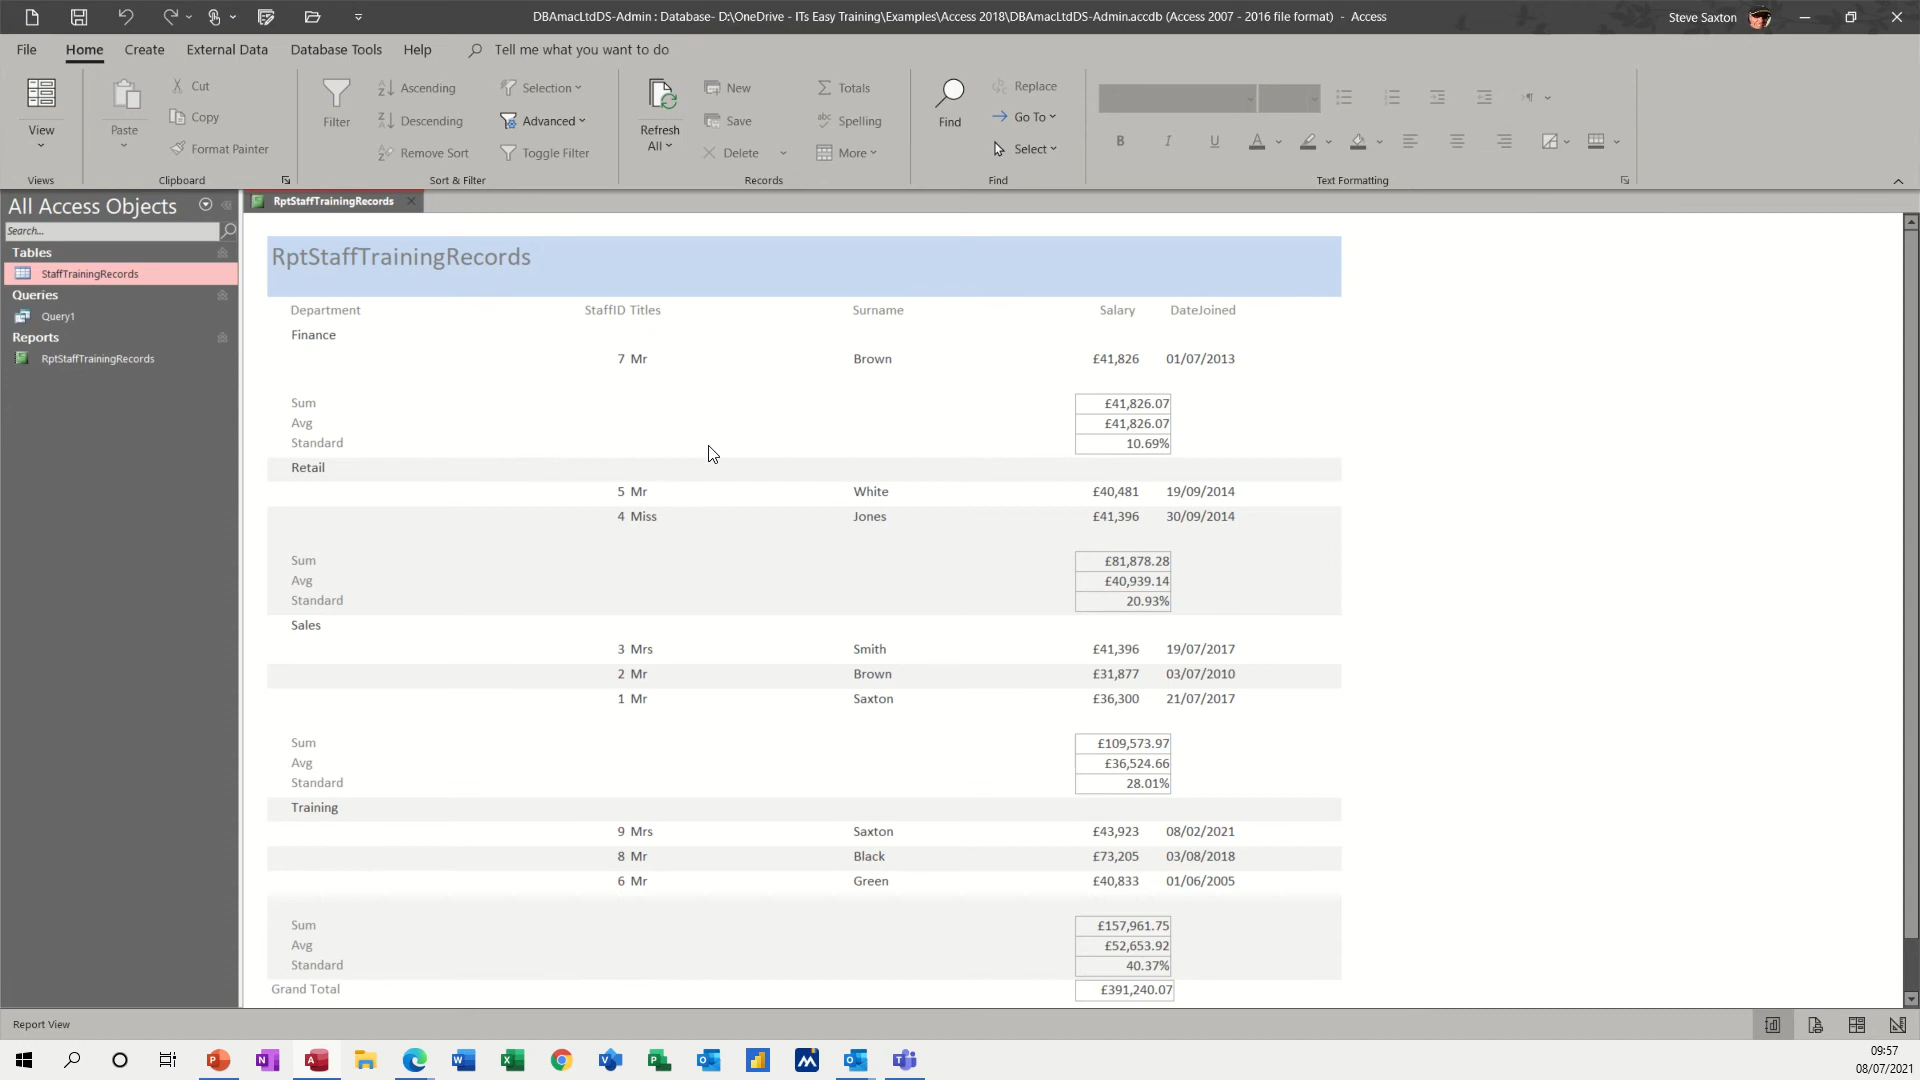 DBAmacLtdDS-Admin : Database- D:\OneDrive - ITs Easy Training\Examples\Access 2018\DBAmacLtdDS-Admin.accdb (Access 2007 - 2016 file format) - Access
Steve Saxton
File Home Create External Data Database Tools Help Tell me what you want to do
View
Views
Paste
Cut
Copy
Format Painter
Clipboard
Filter
Ascending
Descending
Remove Sort
Selection
Advanced
Toggle Filter
Sort & Filter
Refresh
All
New
Save
Delete
Totals
Spelling
More
Records
Find
Replace
Go To
Select
Find
B I U A
Text Formatting
All Access Objects
Search...
Tables
StaffTrainingRecords
Queries
Query1
Reports
RptStaffTrainingRecords
RptStaffTrainingRecords
RptStaffTrainingRecords
Department StaffID Titles Surname Salary DateJoined
Finance
7 Mr Brown £41,826 01/07/2013
Sum £41,826.07
Avg £41,826.07
Standard 10.69%
Retail
5 Mr White £40,481 19/09/2014
4 Miss Jones £41,396 30/09/2014
Sum £81,878.28
Avg £40,939.14
Standard 20.93%
Sales
3 Mrs Smith £41,396 19/07/2017
2 Mr Brown £31,877 03/07/2010
1 Mr Saxton £36,300 21/07/2017
Sum £109,573.97
Avg £36,524.66
Standard 28.01%
Training
9 Mrs Saxton £43,923 08/02/2021
8 Mr Black £73,205 03/08/2018
6 Mr Green £40,833 01/06/2005
Sum £157,961.75
Avg £52,653.92
Standard 40.37%
Grand Total £391,240.07
Report View
09:57
08/07/2021